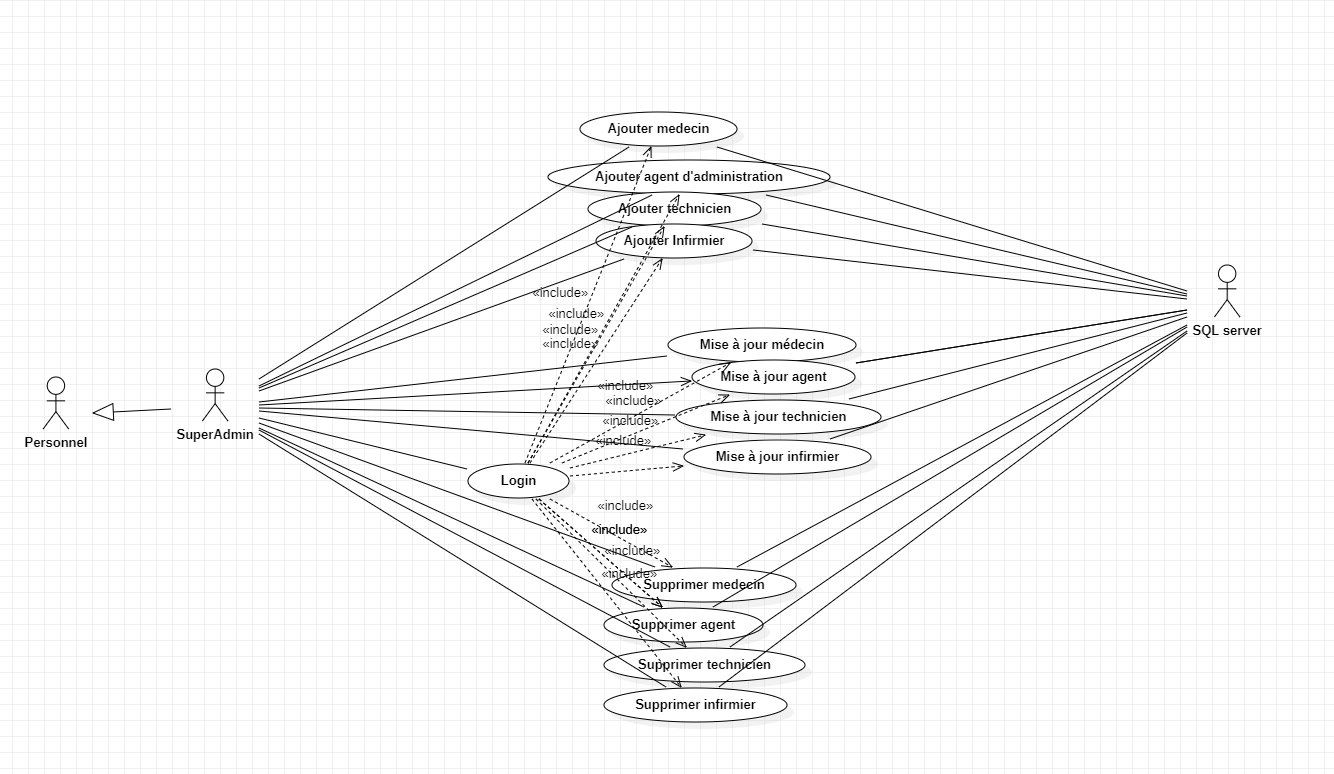 Ajouter medecin
Ajouter agent d'administration
Ajouter technicien
Ajouter Infirmier
«include»
«include»
«include»
«include»
SQL server
Mise à jour médecin
Mise à jour agent
«include»
«include»
Mise à jour technicien
«include»
«include»
Mise à jour infirmier
Personnel
SuperAdmin
Login
«include»
«include»
«include»
«include»
Supprimer medecin
Supprimer agent
Supprimer technicien
Supprimer infirmier